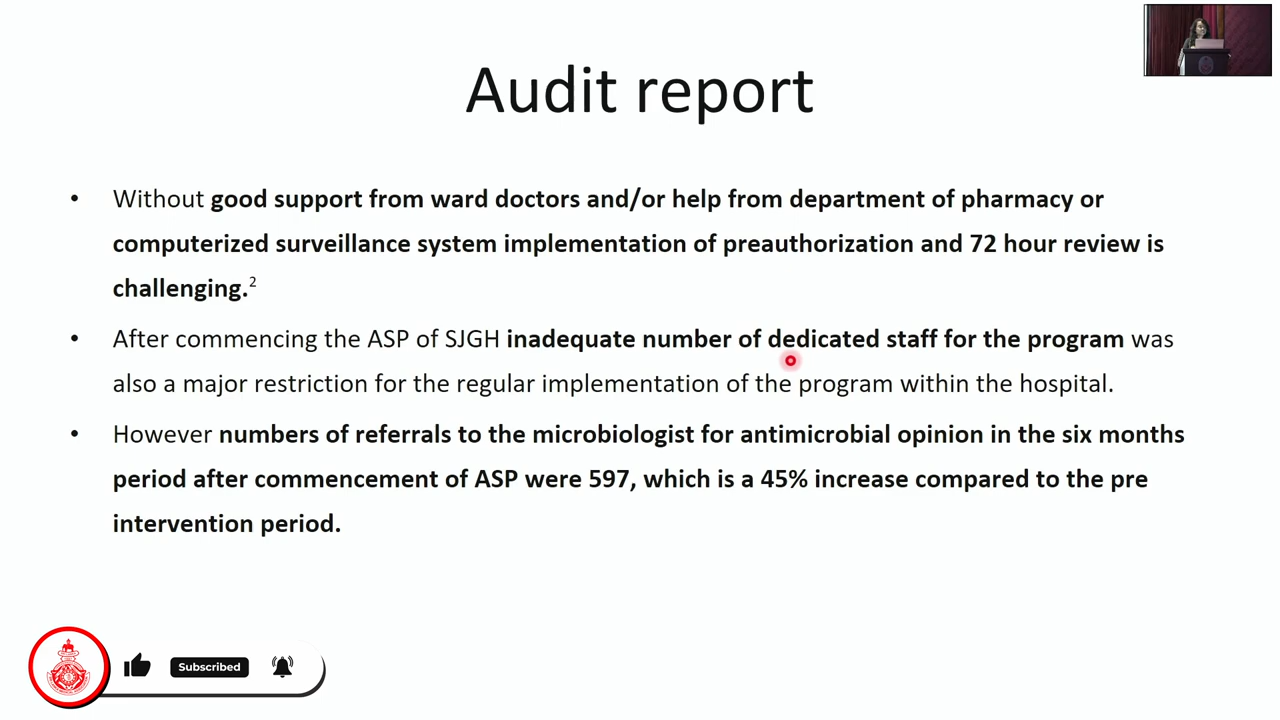 Audit report
• Without good support from ward doctors and/or help from department of pharmacy or
computerized surveillance system implementation of preauthorization and 72 hour review is
challenging.2
• After commencing the ASP of SJGH inadequate number of dedicated staff for the program was
also a major restriction for the regular implementation of the program within the hospital.
• However numbers of referrals to the microbiologist for antimicrobial opinion in the six months
period after commencement of ASP were 597, which is a 45% increase compared to the pre
intervention period.
Subscribed